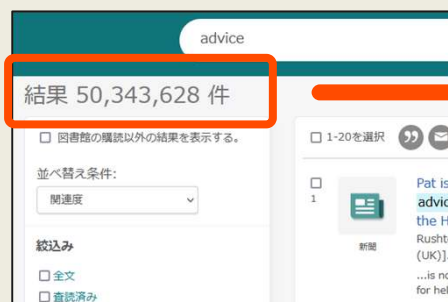 advice
結果 50,343,628 件
図書館の購読以外の結果を表示する。
並べ替え条件:
関連度
絞込み
全文
査読済み
1-20を選択
1
新聞
Pat is
advic
the H
Rusht
(UK)].
...is no
for hel